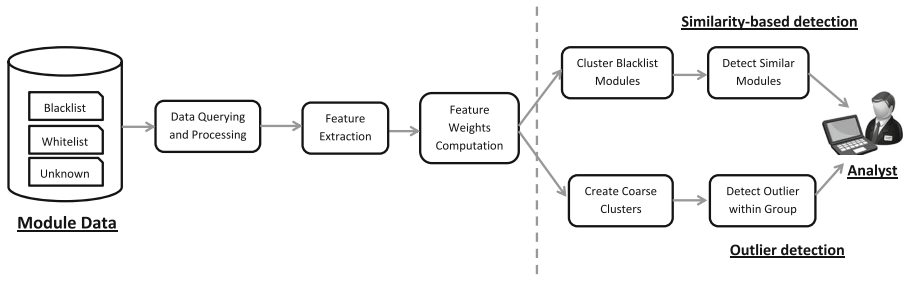 Similarity-based detection
Blacklist
Whitelist
Unknown
Module Data
Data Querying
and Processing
Feature
Extraction
Feature
Weights
Computation
Cluster Blacklist
Modules
Detect Similar
Modules
Analyst
Create Coarse
Clusters
Detect Outlier
within Group
Outlier detection